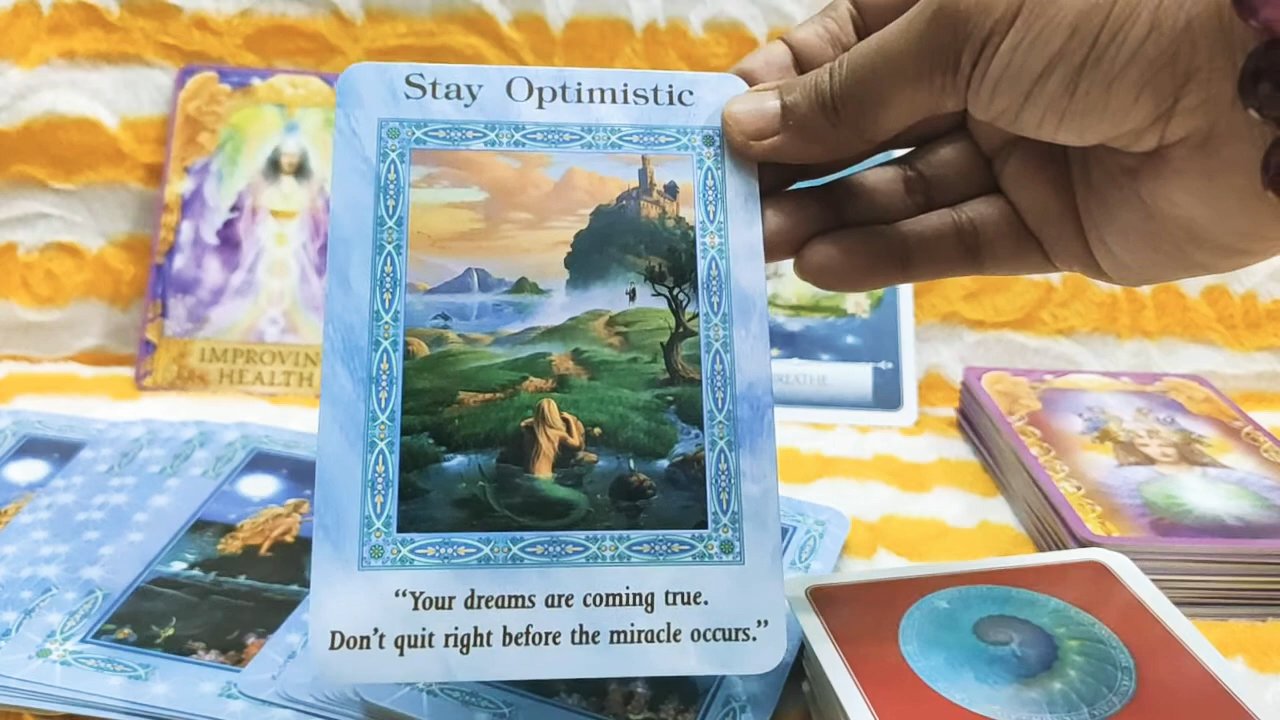 Stay Optimistic
IMPROVIN
HEALTH
“Your dreams are coming true.
Don’t quit right before the miracle occurs.”